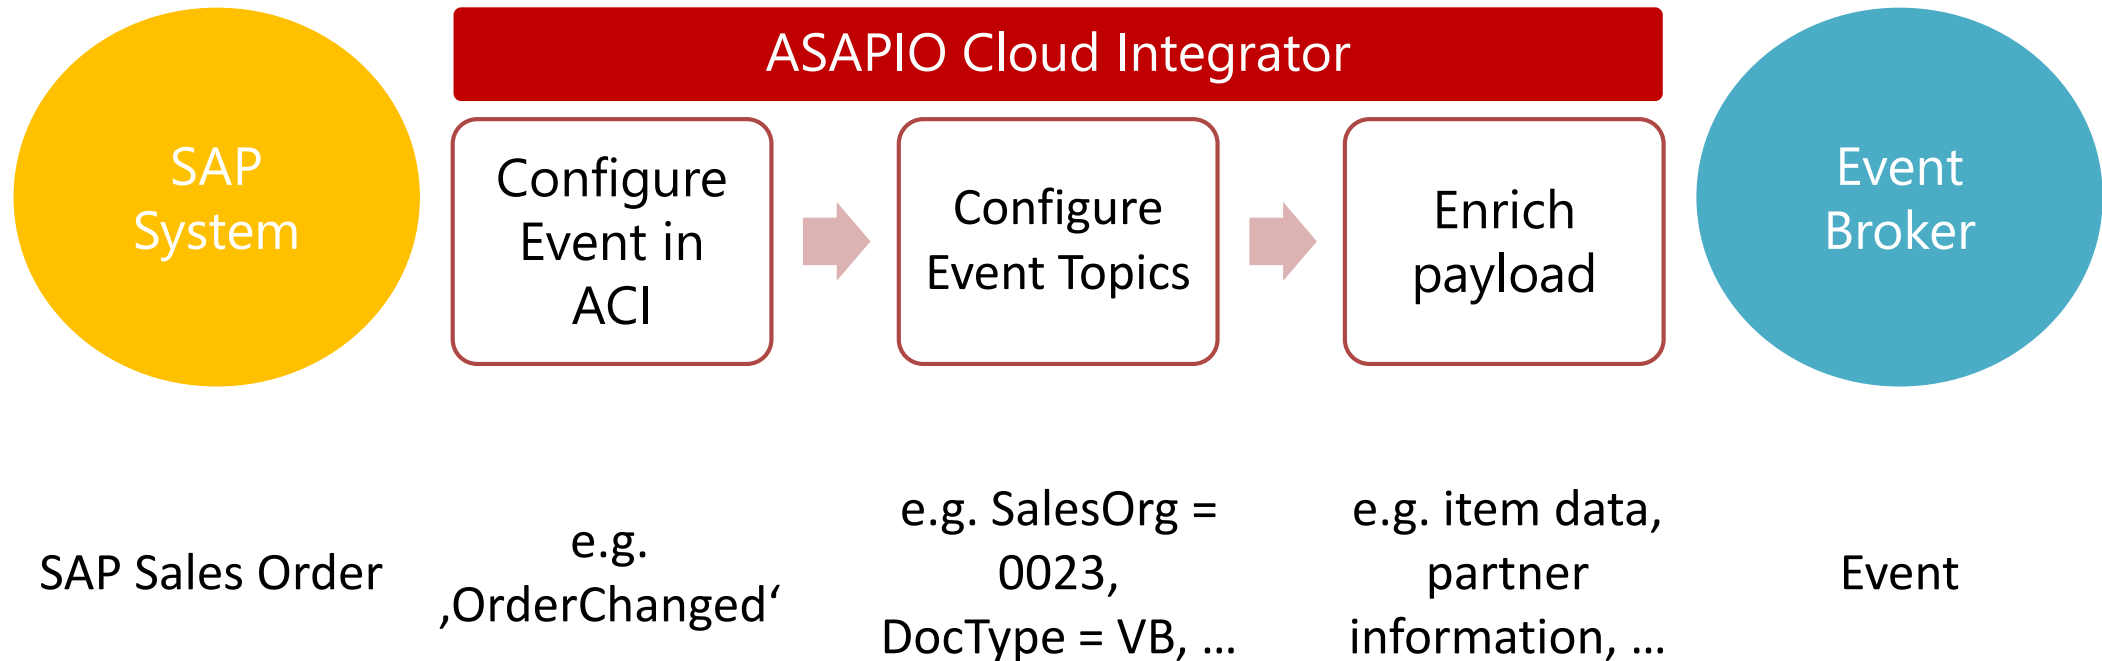 ASAPIO Cloud Integrator
SAP
System
Configure
Event in
ACI
Configure
Event Topics
Enrich
payload
Event
Broker
SAP Sales Order
e.g.
‚OrderChanged‘
e.g. SalesOrg =
0023,
DocType = VB, ...
e.g. item data,
partner
information, ...
Event